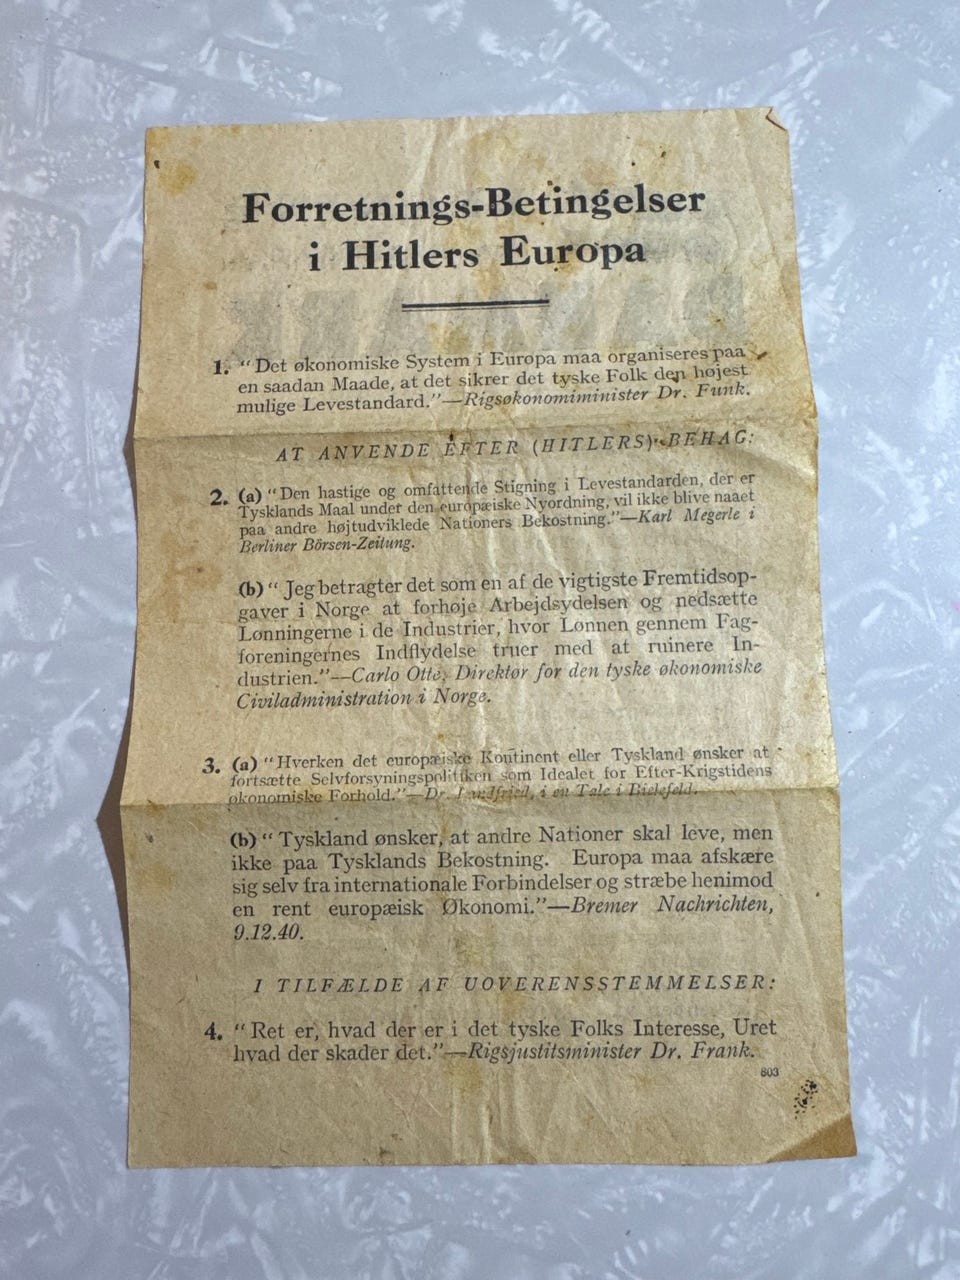 Forretnings-Betingelser
i Hitlers Europa
1. "Det økonomiske System i Europa maa organiseres paa
en saadan Maade, at det sikrer det tyske Folk den højest
mulige Levestandard."—Rigsøkonomiminister Dr. Funk.
AT ANVENDE EFTER (HITLERS) BEHAG:
2. (a) "Den hastige og omfattende Stigning i Levestandarden, der er
Tysklands Maal under den europæiske Nyordning, vil ikke blive naaet
paa andre højtudviklede Nationers Bekostning."—Karl Megerle i
Berliner Börsen-Zeitung.
(b) "Jeg betragter det som en af de vigtigste Fremtidsop-
gaver i Norge at forhøje Arbejdsydelsen og nedsætte
Lønningerne i de Industrier, hvor Lønnen gennem Fag-
foreningernes Indflydelse truer med at ruinere In-
dustrien."—Carlo Otte, Direktør for den tyske økonomiske
Civiladministration i Norge.
3. (a) "Hverken det europæiske Kontinent eller Tyskland ønsker at
fortsætte Selvforsyningspolitikken som Idealet for Efter-Krigstidens
økonomiske Forhold."—Dr. Landfried, i en Tale i Bielefeld.
(b) "Tyskland ønsker, at andre Nationer skal leve, men
ikke paa Tysklands Bekostning. Europa maa afskære
sig selv fra internationale Forbindelser og stræbe henimod
en rent europæisk Økonomi."—Bremer Nachrichten,
9.12.40.
I TILFÆLDE AF UOVERENSSTEMMELSER:
4. "Ret er, hvad der er i det tyske Folks Interesse, Uret
hvad der skader det."—Rigsjustitsminister Dr. Frank.
803